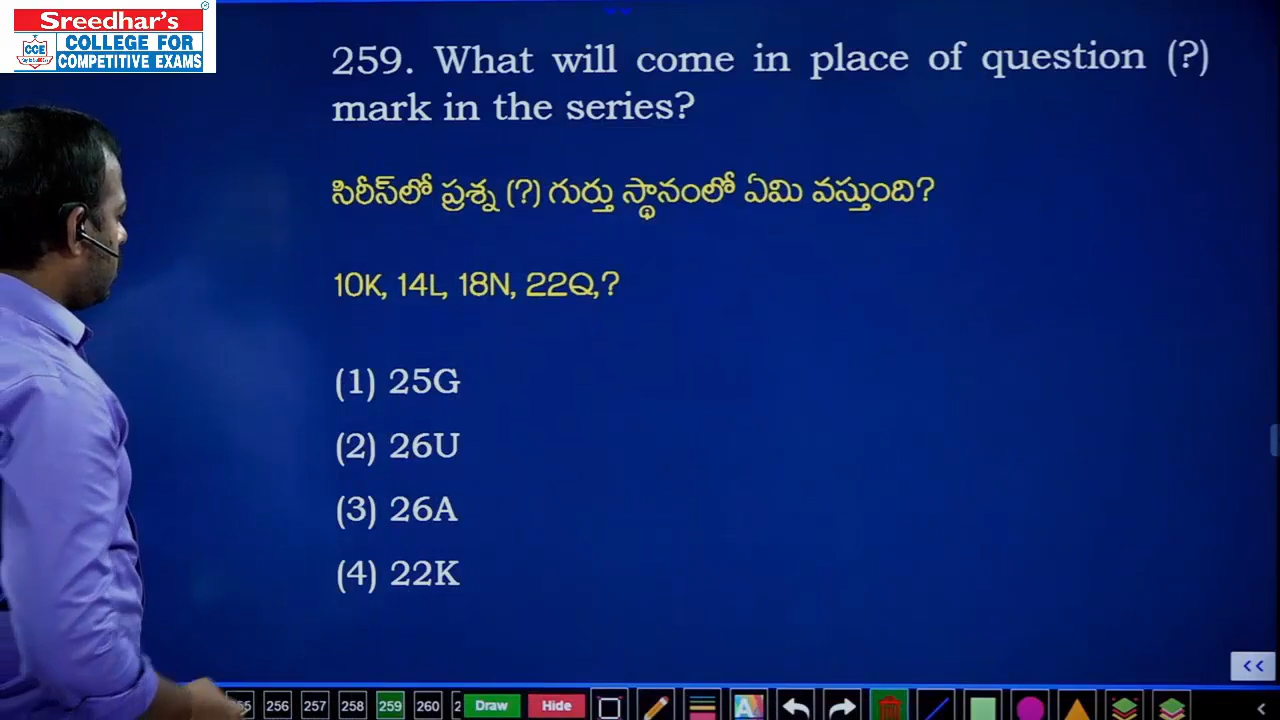 Sreedhar's
CCE
COLLEGE FOR
COMPETITIVE EXAMS
259. What will come in place of question (?)
mark in the series?
సిరీస్‌లో ప్రశ్న (?) గుర్తు స్థానంలో ఏమి వస్తుంది?
10K, 14L, 18N, 22Q,?
(1) 25G
(2) 26U
(3) 26A
(4) 22K
<<
256 257 258 259 260 2 Draw Hide A <